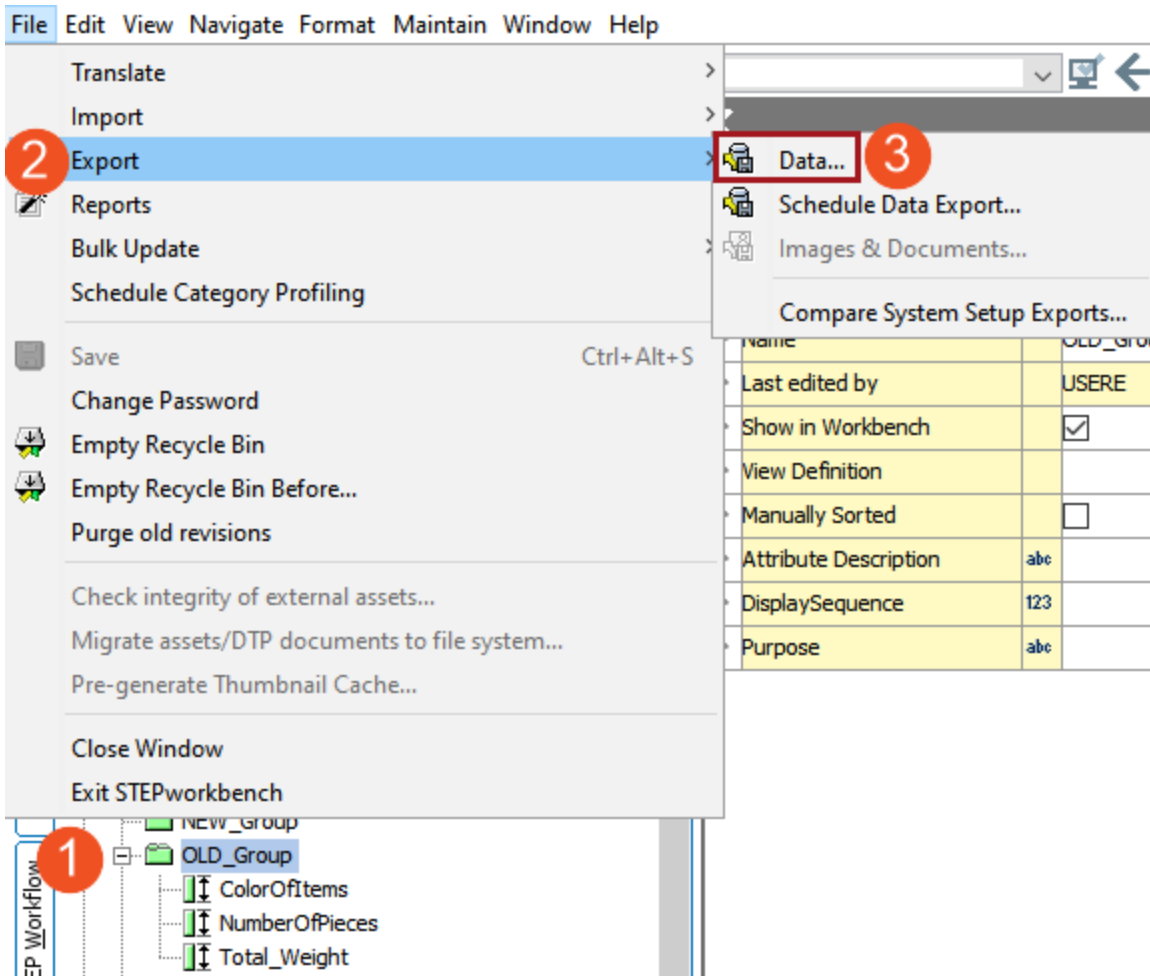 File Edit View Navigate Format Maintain Window Help
Translate
Import
2 Export
Data... 3
Reports
Schedule Data Export...
Bulk Update
Images & Documents...
Schedule Category Profiling
Compare System Setup Exports...
Name OLD_Grou
Save Ctrl+Alt+S
Last edited by USERE
Change Password
Show in Workbench
Empty Recycle Bin
View Definition
Empty Recycle Bin Before...
Manually Sorted
Purge old revisions
Attribute Description abc
Check integrity of external assets...
DisplaySequence 123
Migrate assets/DTP documents to file system...
Purpose abc
Pre-generate Thumbnail Cache...
Close Window
Exit STEPworkbench
NEW_Group
1 OLD_Group
ColorOfItems
NumberOfPieces
Total_Weight
EP Workflow